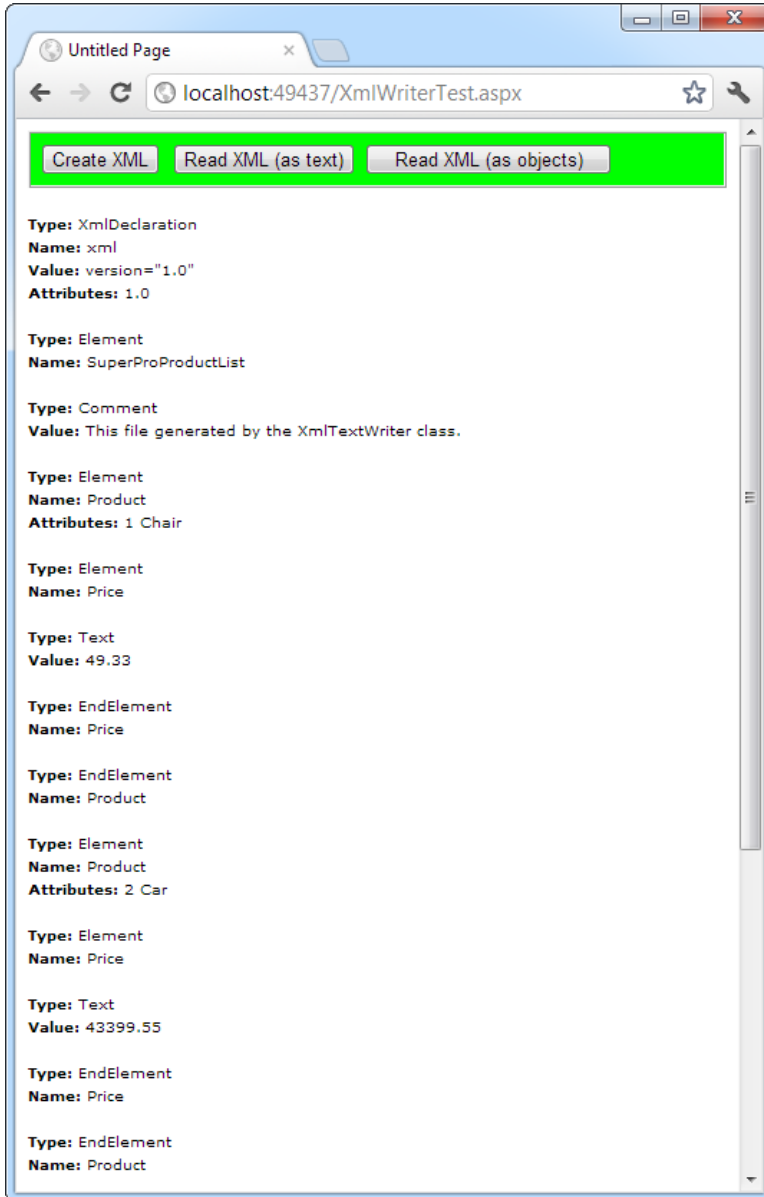 Untitled Page
localhost:49437/XmlWriterTest.aspx
Create XML Read XML (as text) Read XML (as objects)
Type: XmlDeclaration
Name: xml
Value: version="1.0"
Attributes: 1.0
Type: Element
Name: SuperProProductList
Type: Comment
Value: This file generated by the XmlTextWriter class.
Type: Element
Name: Product
Attributes: 1 Chair
Type: Element
Name: Price
Type: Text
Value: 49.33
Type: EndElement
Name: Price
Type: EndElement
Name: Product
Type: Element
Name: Product
Attributes: 2 Car
Type: Element
Name: Price
Type: Text
Value: 43399.55
Type: EndElement
Name: Price
Type: EndElement
Name: Product